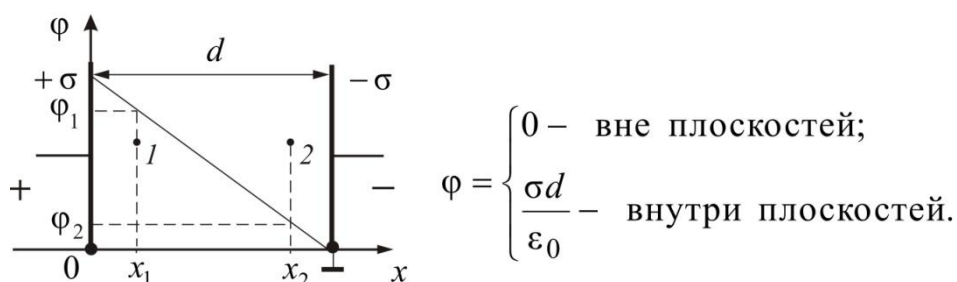 φ
d
+ σ
− σ
φ₁
1
2
+
−
φ₂
0
x₁
x₂
x
φ = { 0 – вне плоскостей;
σd/ε₀ – внутри плоскостей.